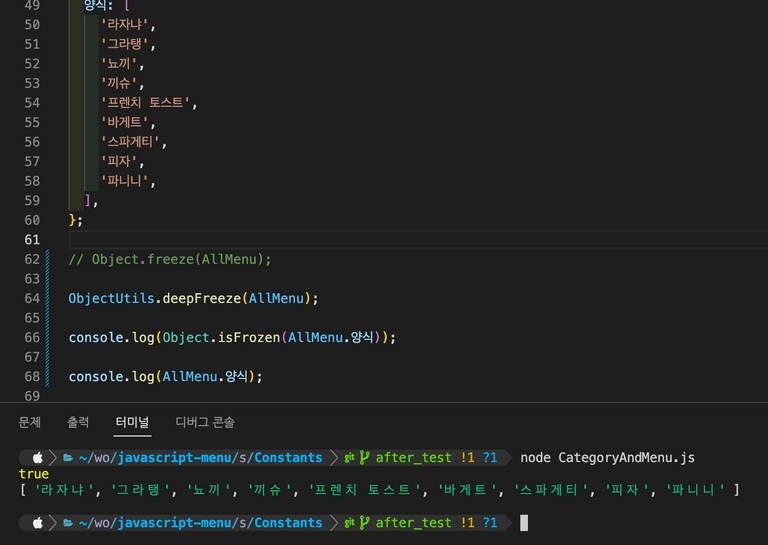 49 양식: [
50 '라자냐',
51 '그라탱',
52 '뇨끼',
53 '끼슈',
54 '프렌치 토스트',
55 '바게트',
56 '스파게티',
57 '피자',
58 '파니니',
59 ],
60 };
61
62 // Object.freeze(AllMenu);
63
64 ObjectUtils.deepFreeze(AllMenu);
65
66 console.log(Object.isFrozen(AllMenu.양식));
67
68 console.log(AllMenu.양식);
69
문제 출력 터미널 디버그 콘솔
~/wo/javascript-menu/s/Constants git after_test !1 ?1 node CategoryAndMenu.js
true
[ '라자냐', '그라탱', '뇨끼', '끼슈', '프렌치 토스트', '바게트', '스파게티', '피자', '파니니' ]
~/wo/javascript-menu/s/Constants git after_test !1 ?1